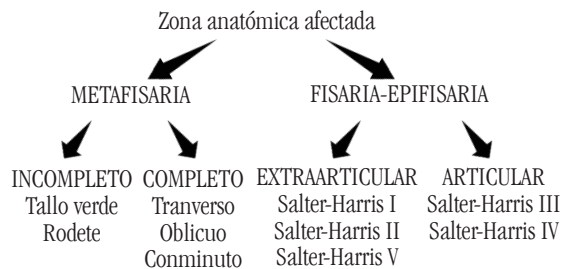 Zona anatómica afectada
METAFISARIA
FISARIA-EPIFISARIA
INCOMPLETO
Tallo verde
Rodete
COMPLETO
Tranverso
Oblicuo
Conminuto
EXTRAARTICULAR
Salter-Harris I
Salter-Harris II
Salter-Harris V
ARTICULAR
Salter-Harris III
Salter-Harris IV